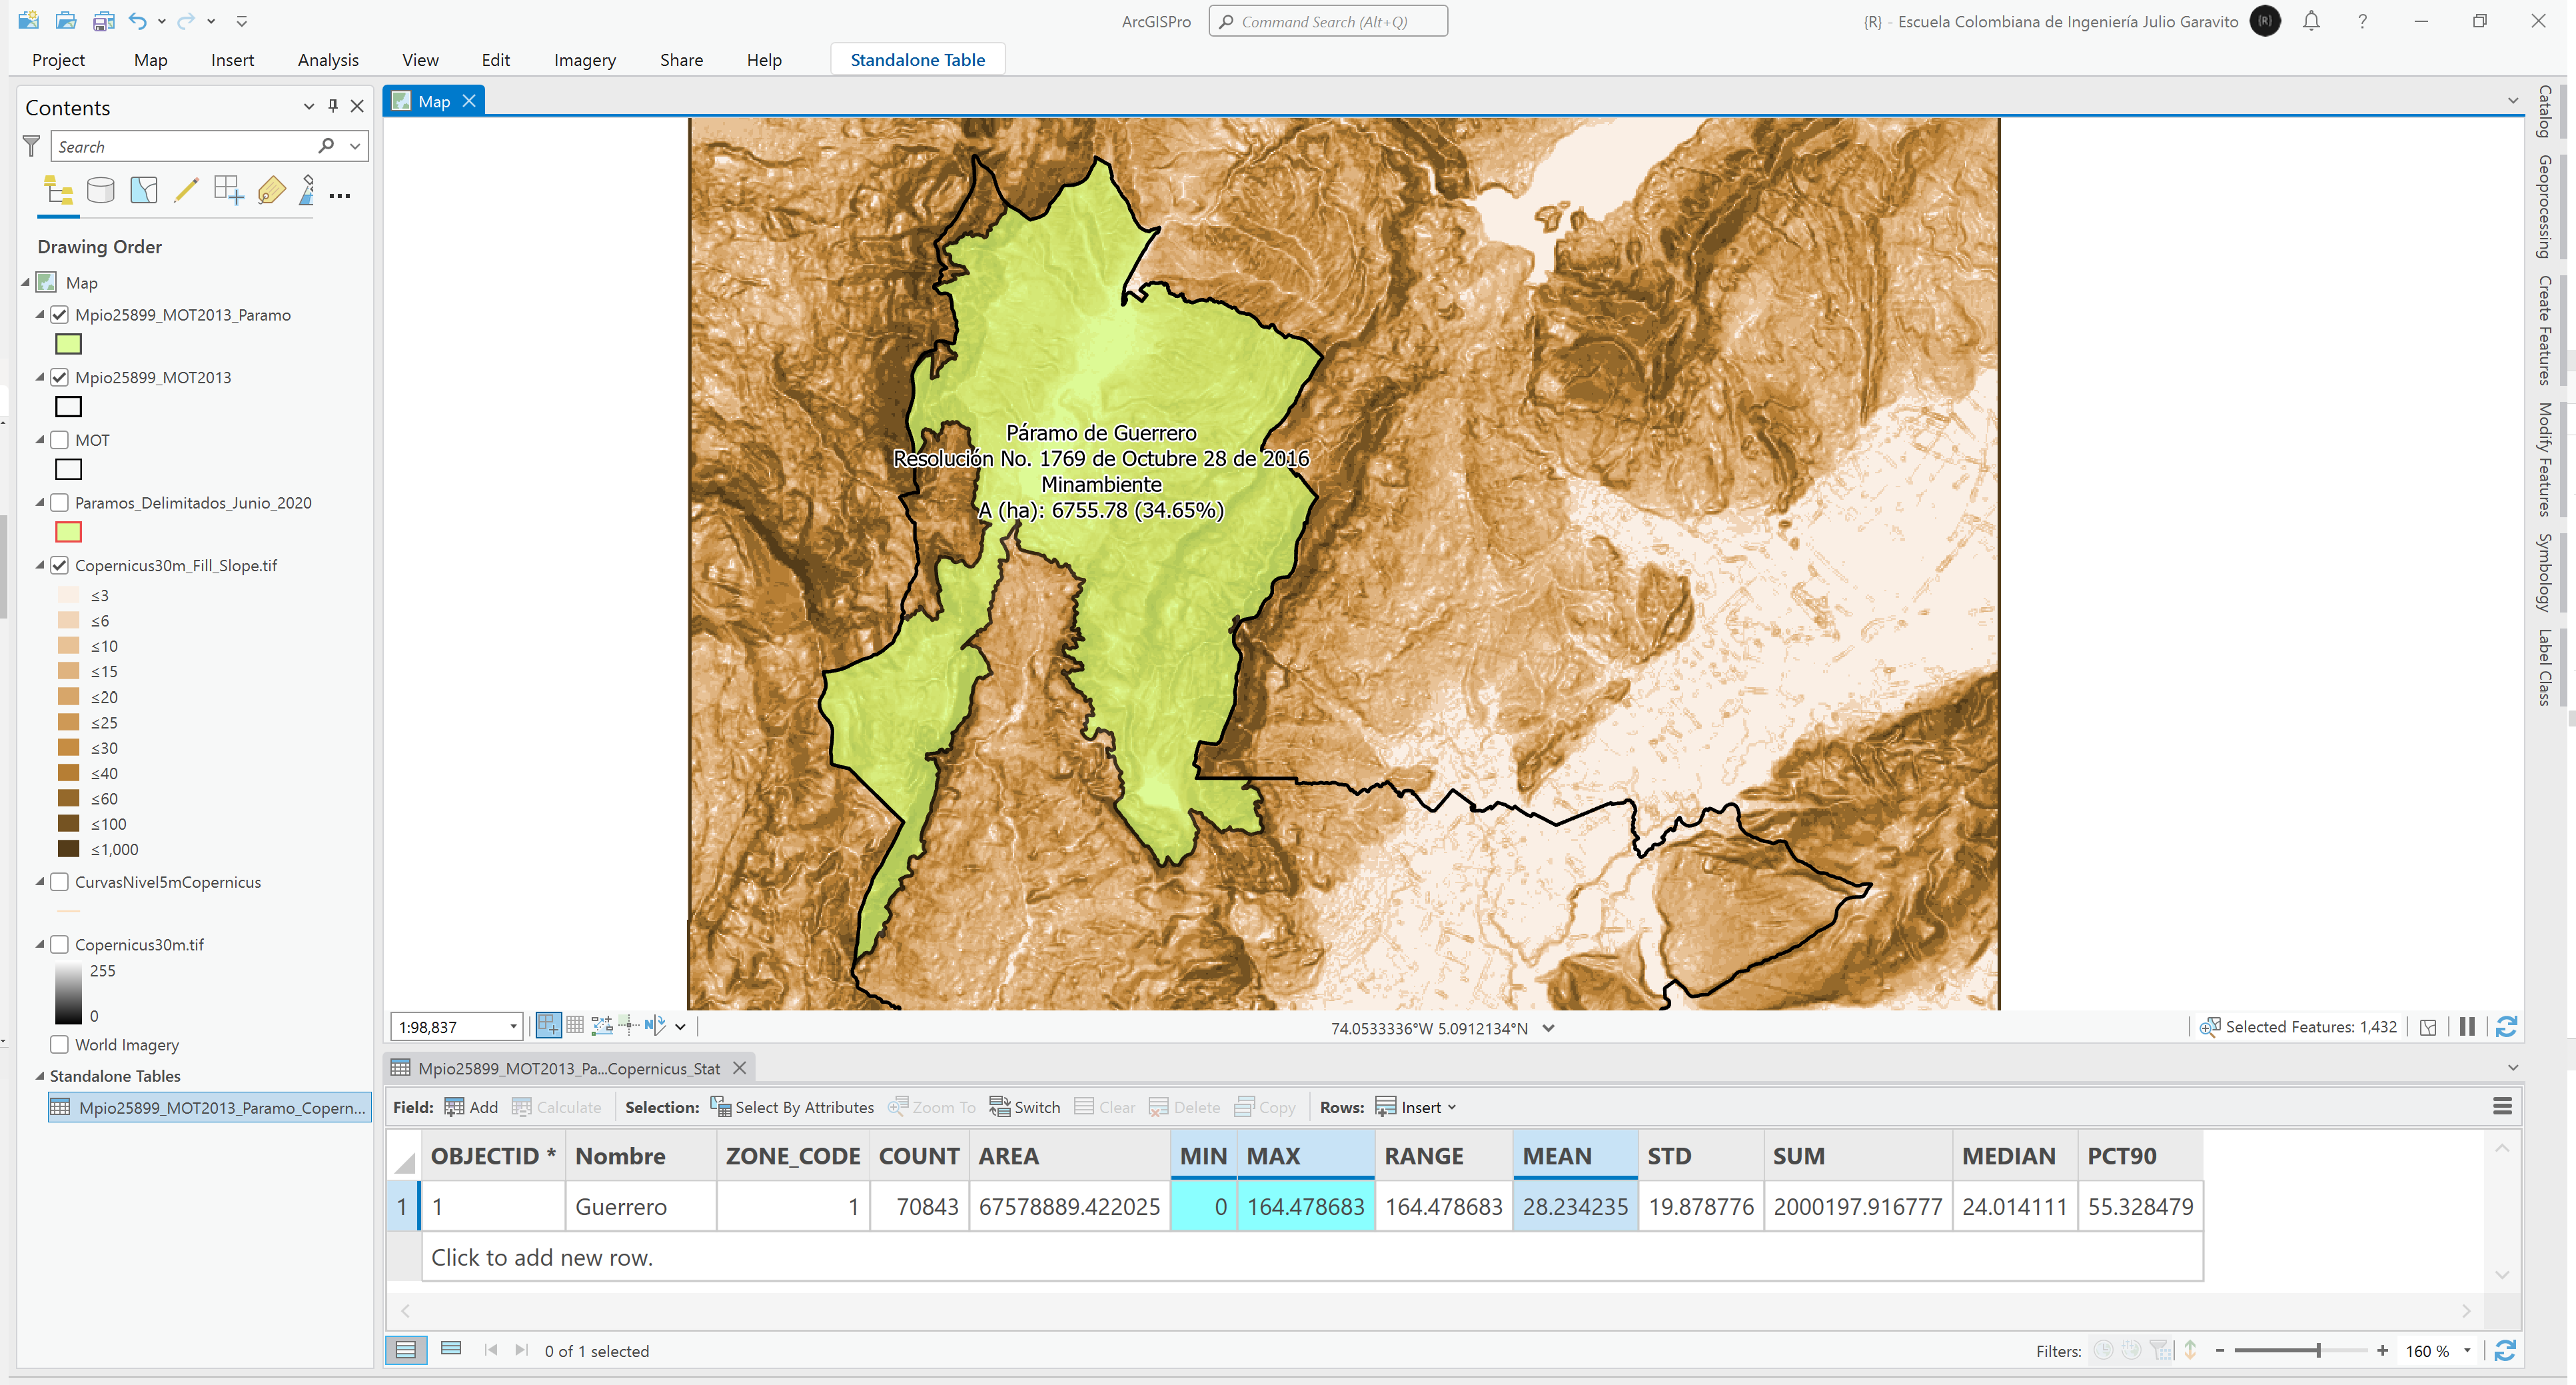 ArcGISPro
Command Search (Alt+Q)
{R} - Escuela Colombiana de Ingeniería Julio Garavito
{R}
?
Project
Map
Insert
Analysis
View
Edit
Imagery
Share
Help
Standalone Table
Contents
Search
Drawing Order
Map
Mpio25899_MOT2013_Paramo
Mpio25899_MOT2013
MOT
Paramos_Delimitados_Junio_2020
Copernicus30m_Fill_Slope.tif
≤3
≤6
≤10
≤15
≤20
≤25
≤30
≤40
≤60
≤100
≤1,000
CurvasNivel5mCopernicus
Copernicus30m.tif
255
0
World Imagery
Standalone Tables
Mpio25899_MOT2013_Paramo_Copern...
Map
Páramo de Guerrero
Resolución No. 1769 de Octubre 28 de 2016
Minambiente
A (ha): 6755.78 (34.65%)
1:98,837
74.0533336°W 5.0912134°N
Selected Features: 1,432
Catalog
Geoprocessing
Create Features
Modify Features
Symbology
Label Class
Mpio25899_MOT2013_Pa...Copernicus_Stat
Field: Add Calculate Selection: Select By Attributes Zoom To Switch Clear Delete Copy Rows: Insert
OBJECTID * Nombre ZONE_CODE COUNT AREA MIN MAX RANGE MEAN STD SUM MEDIAN PCT90
1 1 Guerrero 1 70843 67578889.422025 0 164.478683 164.478683 28.234235 19.878776 2000197.916777 24.014111 55.328479
Click to add new row.
0 of 1 selected
Filters:
160 %